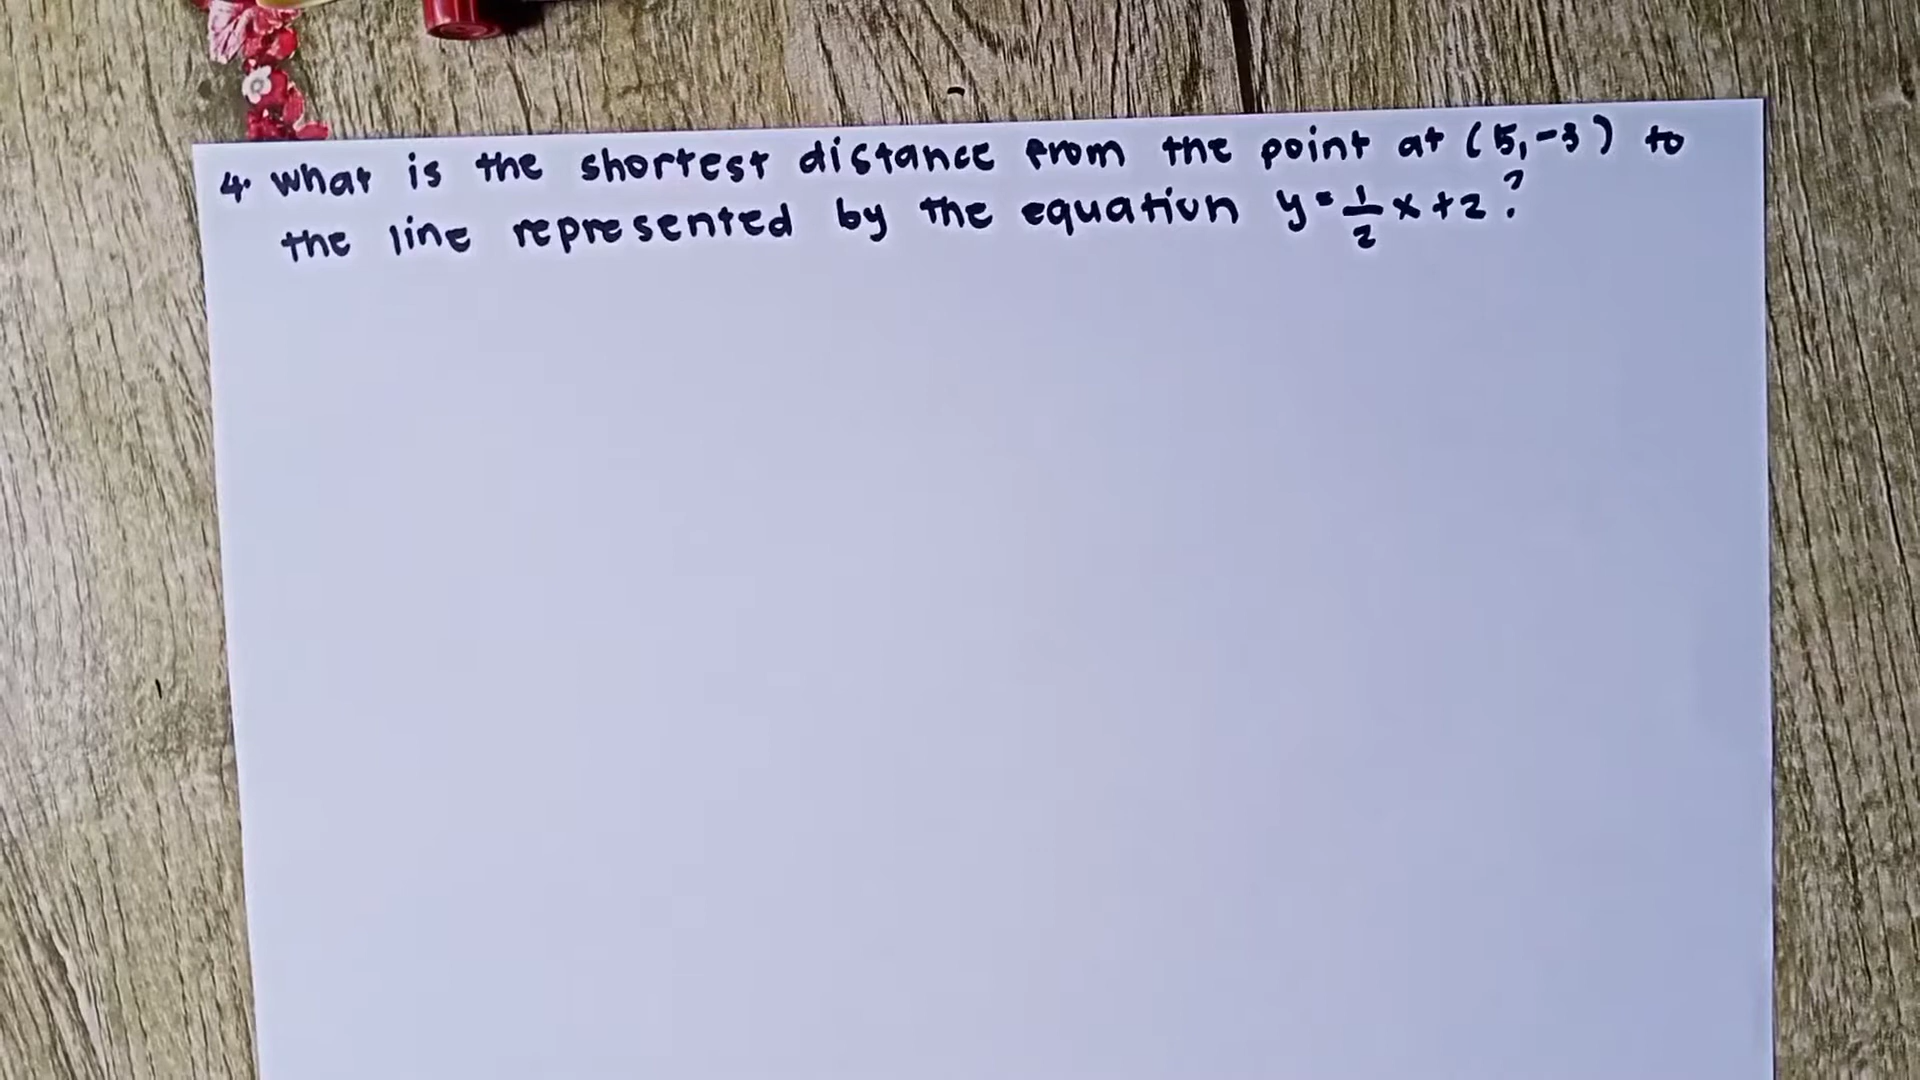 4. What is the shortest distance from the point at (5,-3) to
the line represented by the equation y=1/2x+2?